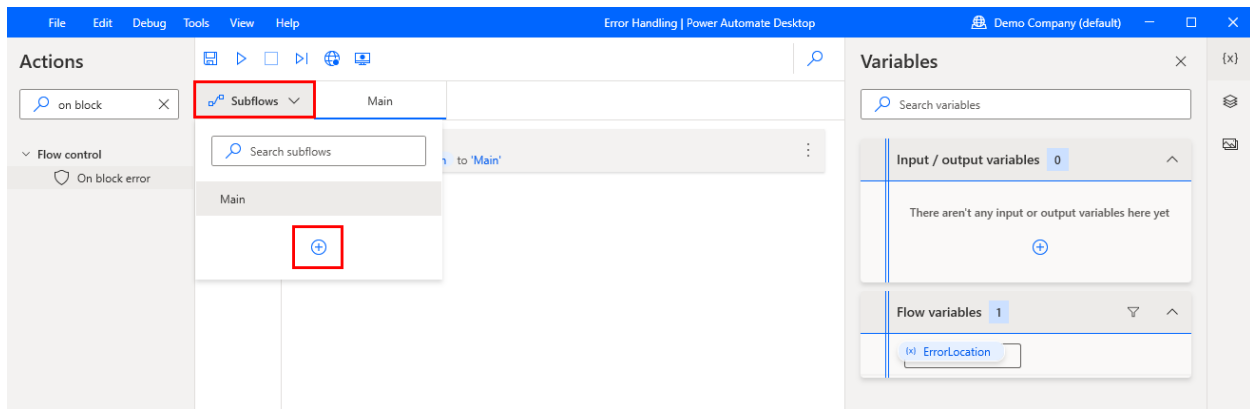 File Edit Debug Tools View Help Error Handling | Power Automate Desktop Demo Company (default)
Actions
on block
Flow control
On block error
Subflows Main
Search subflows
to 'Main'
Main
Variables
{x}
Search variables
Input / output variables 0
There aren't any input or output variables here yet
Flow variables 1
{x} ErrorLocation